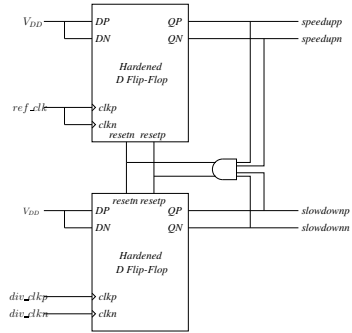 V_DD DP QP speedupp
DN QN speedupn
Hardened
D Flip-Flop
ref_clk clkp
clkn
resetn resetp
resetn resetp
V_DD DP QP slowdownp
DN QN slowdownn
Hardened
D Flip-Flop
div_clkp clkp
div_clkn clkn